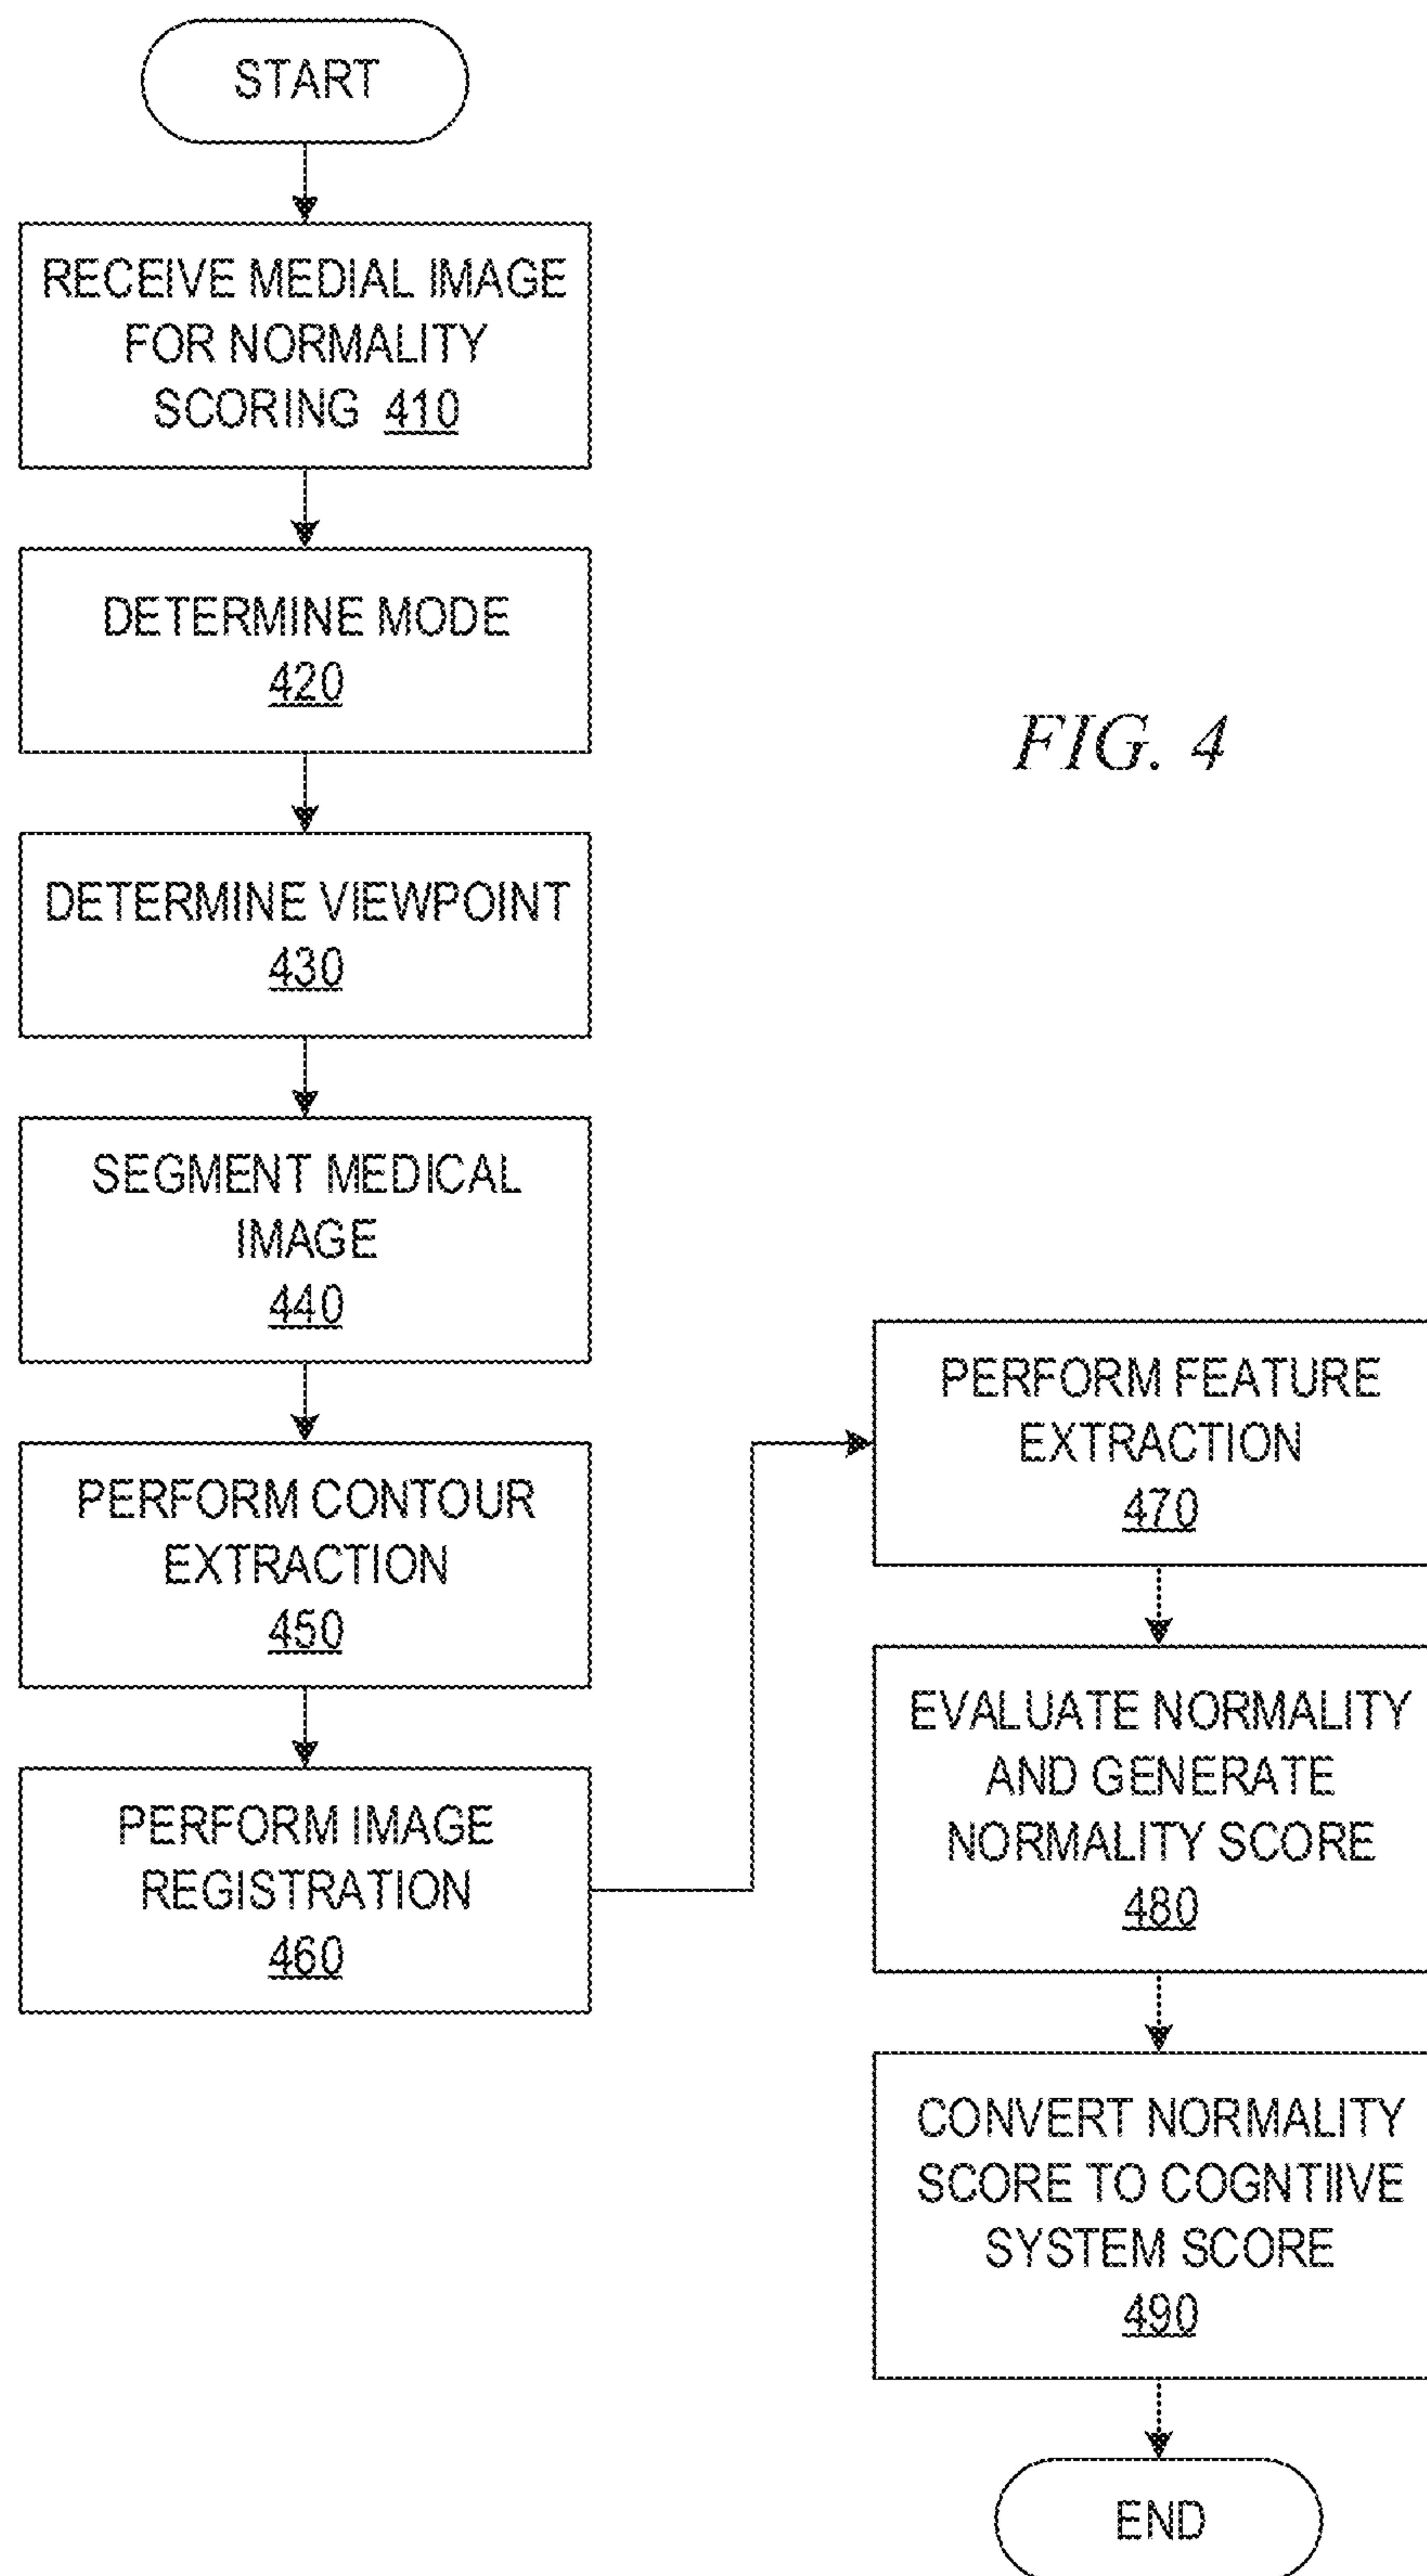 START
RECEIVE MEDIAL IMAGE
FOR NORMALITY
SCORING 410
DETERMINE MODE
420
DETERMINE VIEWPOINT
430
SEGMENT MEDICAL
IMAGE
440
PERFORM CONTOUR
EXTRACTION
450
PERFORM IMAGE
REGISTRATION
460
FIG. 4
PERFORM FEATURE
EXTRACTION
470
EVALUATE NORMALITY
AND GENERATE
NORMALITY SCORE
480
CONVERT NORMALITY
SCORE TO COGNTIIVE
SYSTEM SCORE
490
END